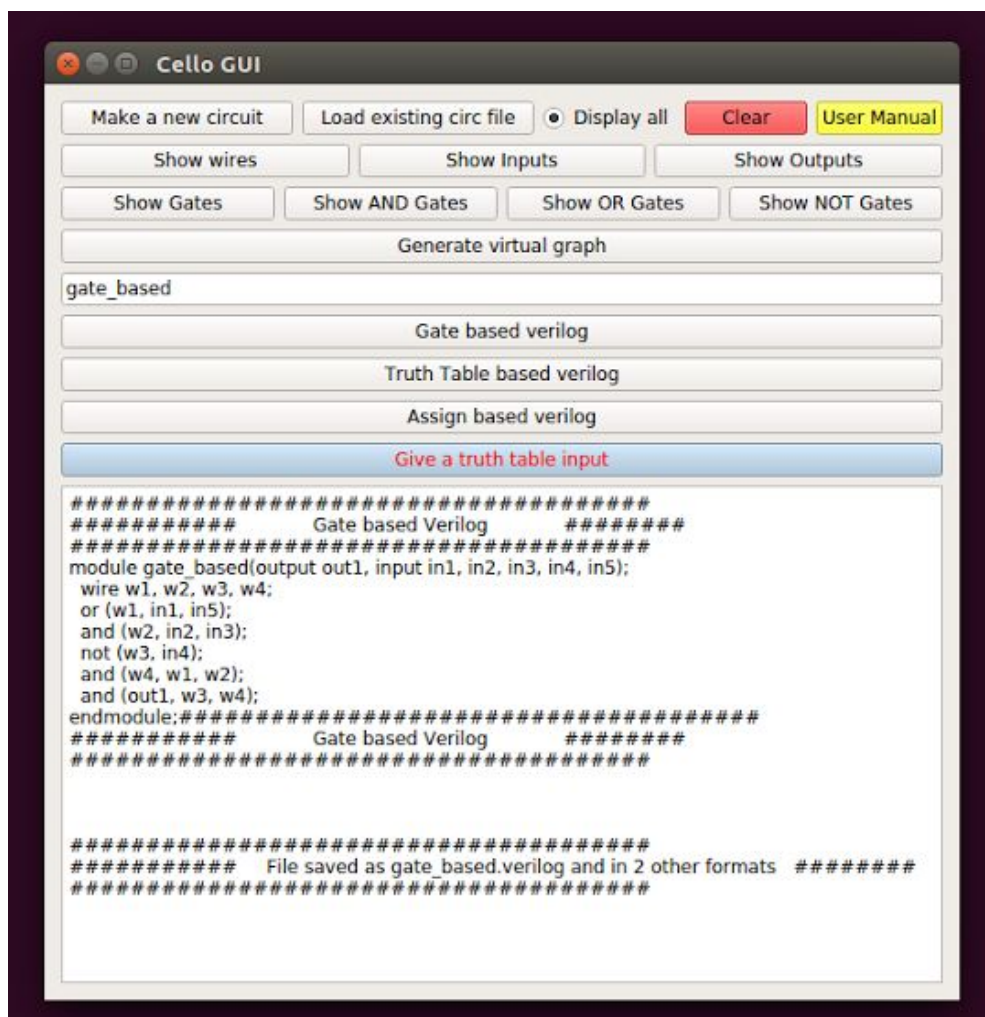 Cello GUI
Make a new circuit Load existing circ file Display all Clear User Manual
Show wires Show Inputs Show Outputs
Show Gates Show AND Gates Show OR Gates Show NOT Gates
Generate virtual graph
gate_based
Gate based verilog
Truth Table based verilog
Assign based verilog
Give a truth table input
######################################
########### Gate based Verilog ########
######################################
module gate_based(output out1, input in1, in2, in3, in4, in5);
wire w1, w2, w3, w4;
or (w1, in1, in5);
and (w2, in2, in3);
not (w3, in4);
and (w4, w1, w2);
and (out1, w3, w4);
endmodule;######################################
########### Gate based Verilog ########
######################################
######################################
########### File saved as gate_based.verilog and in 2 other formats ########
######################################